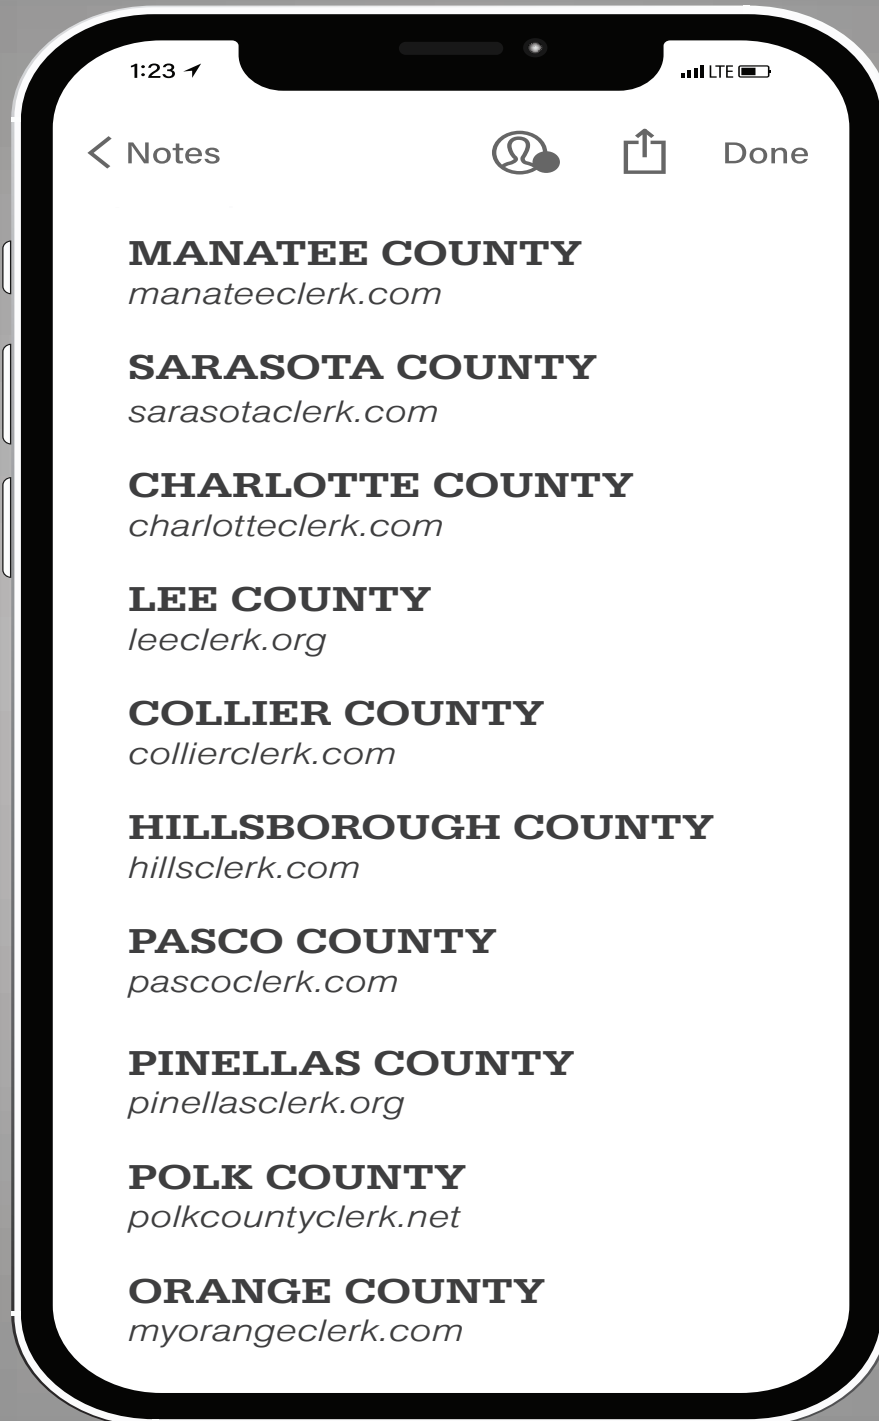 1:23 LTE
Notes Done
MANATEE COUNTY
manateeclerk.com
SARASOTA COUNTY
sarasotaclerk.com
CHARLOTTE COUNTY
charlotteclerk.com
LEE COUNTY
leeclerk.org
COLLIER COUNTY
collierclerk.com
HILLSBOROUGH COUNTY
hillsclerk.com
PASCO COUNTY
pascoclerk.com
PINELLAS COUNTY
pinellasclerk.org
POLK COUNTY
polkcountyclerk.net
ORANGE COUNTY
myorangeclerk.com